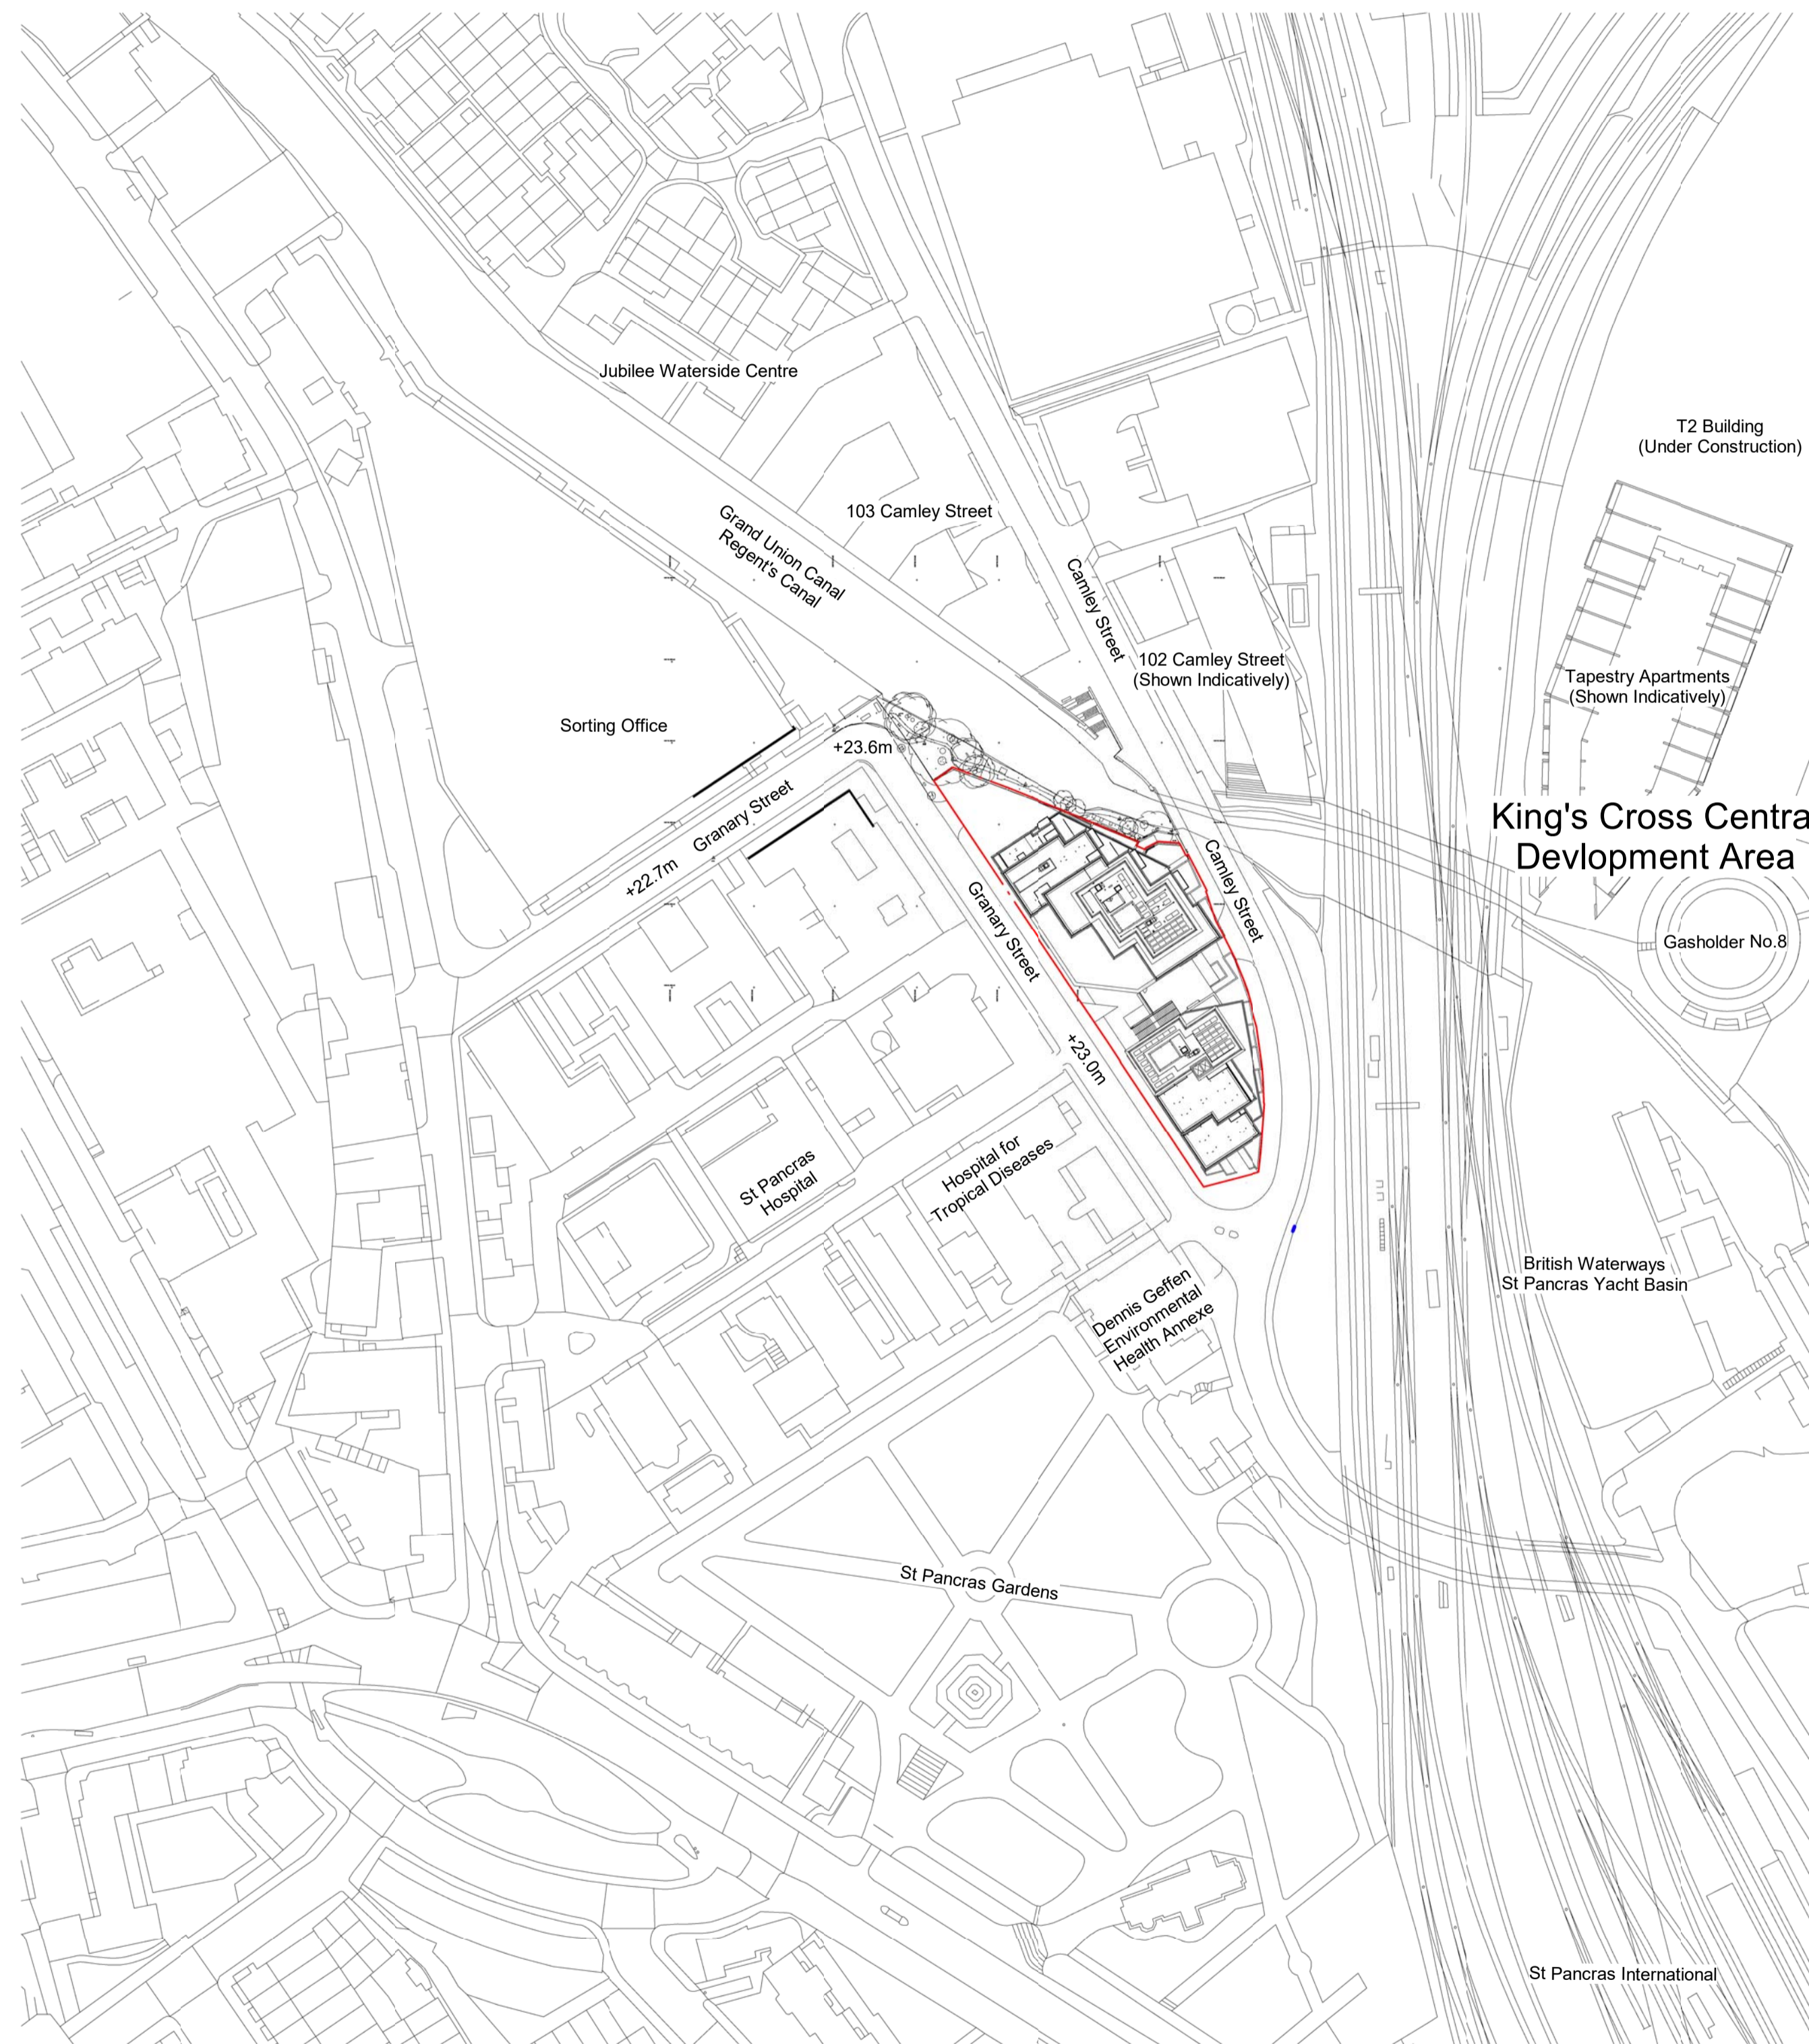 Jubilee Waterside Centre
T2 Building
(Under Construction)
103 Camley Street
Grand Union Canal
Regent's Canal
Camley Street
102 Camley Street
(Shown Indicatively)
Tapestry Apartments
(Shown Indicatively)
Sorting Office
+23.6m
Granary Street
+22.7m
King's Cross Centra
Devlopment Area
Camley Street
Granary Street
Gasholder No.8
+23.0m
St Pancras
Hospital
Hospital for
Tropical Diseases
British Waterways
St Pancras Yacht Basin
Dennis Geffen
Environmental
Health Annexe
St Pancras Gardens
St Pancras International